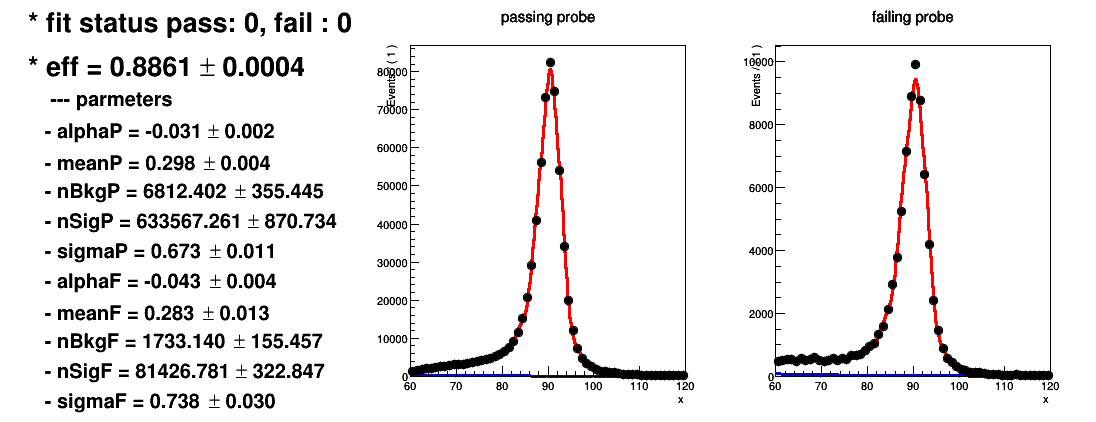 * fit status pass: 0, fail : 0
* eff = 0.8861 ± 0.0004
--- parmeters
- alphaP = -0.031 ± 0.002
- meanP = 0.298 ± 0.004
- nBkgP = 6812.402 ± 355.445
- nSigP = 633567.261 ± 870.734
- sigmaP = 0.673 ± 0.011
- alphaF = -0.043 ± 0.004
- meanF = 0.283 ± 0.013
- nBkgF = 1733.140 ± 155.457
- nSigF = 81426.781 ± 322.847
- sigmaF = 0.738 ± 0.030
passing probe
Events / ( 1 )
80000
70000
60000
50000
40000
30000
20000
10000
0
60 70 80 90 100 110 120
x
failing probe
Events / ( 1 )
10000
8000
6000
4000
2000
0
60 70 80 90 100 110 120
x